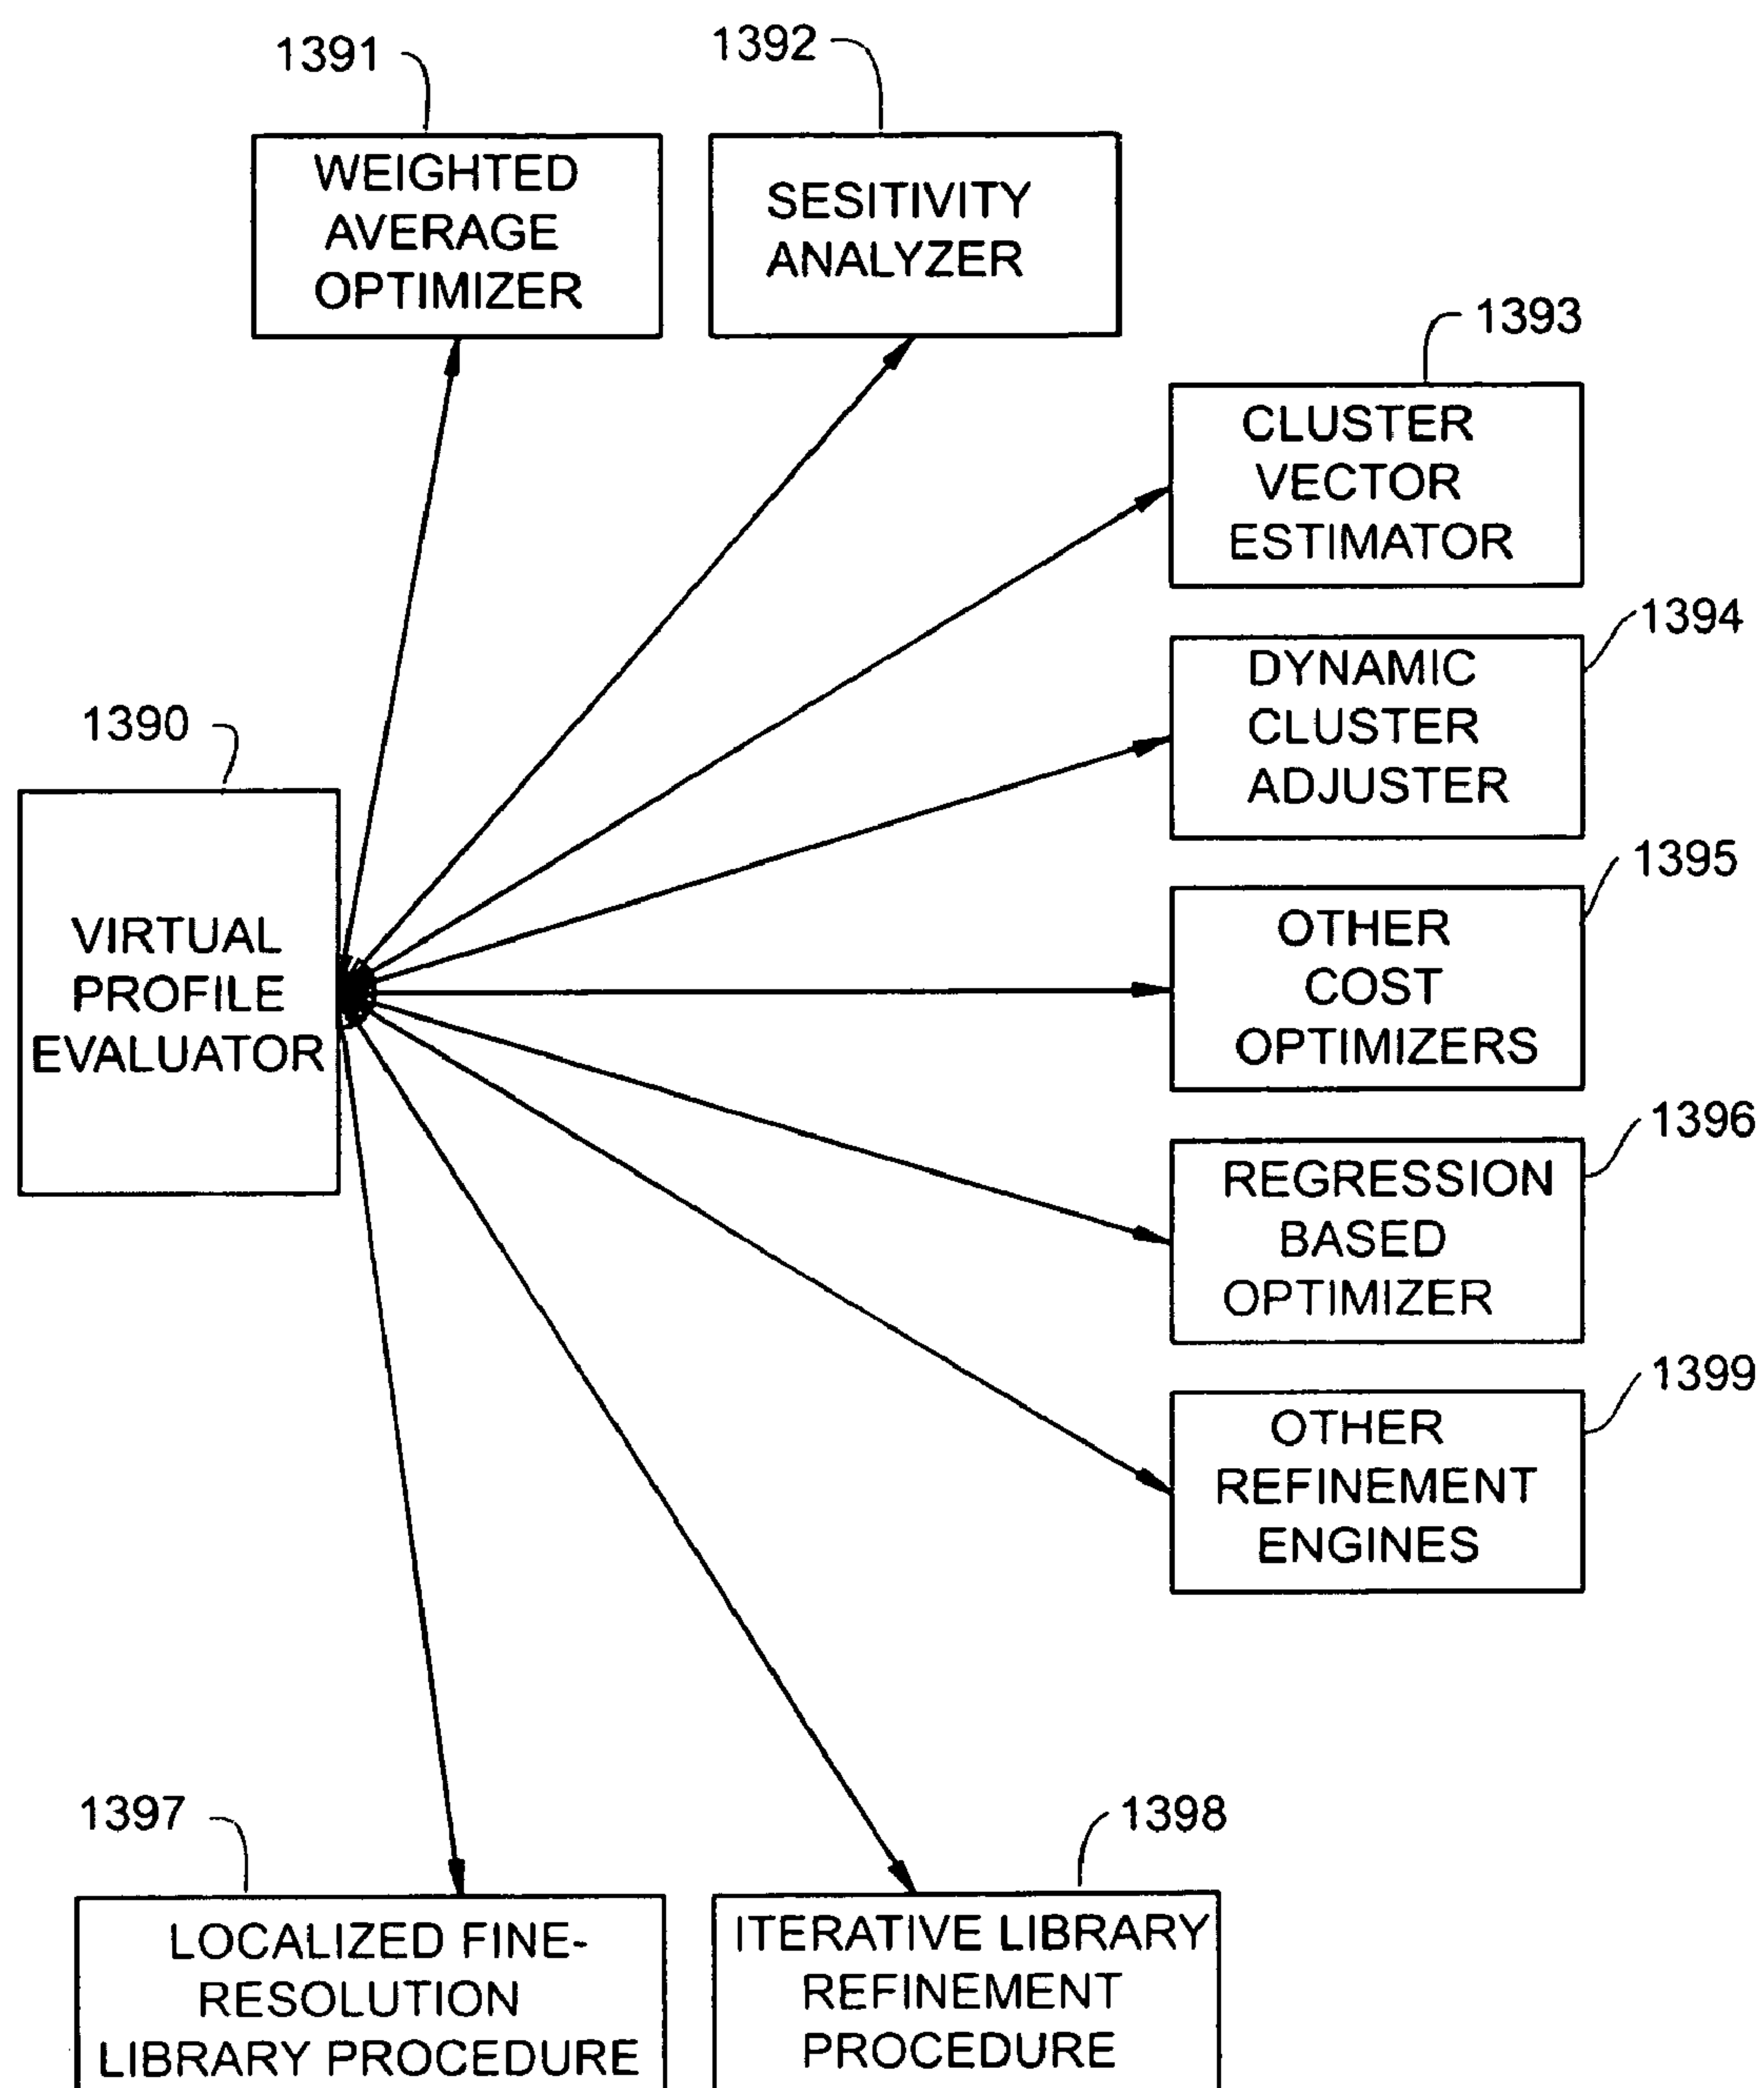 1391
1392
WEIGHTED
AVERAGE
OPTIMIZER
SESITIVITY
ANALYZER
1393
CLUSTER
VECTOR
ESTIMATOR
1394
DYNAMIC
CLUSTER
ADJUSTER
1390
VIRTUAL
PROFILE
EVALUATOR
1395
OTHER
COST
OPTIMIZERS
1396
REGRESSION
BASED
OPTIMIZER
1399
OTHER
REFINEMENT
ENGINES
1397
LOCALIZED FINE-
RESOLUTION
LIBRARY PROCEDURE
1398
ITERATIVE LIBRARY
REFINEMENT
PROCEDURE